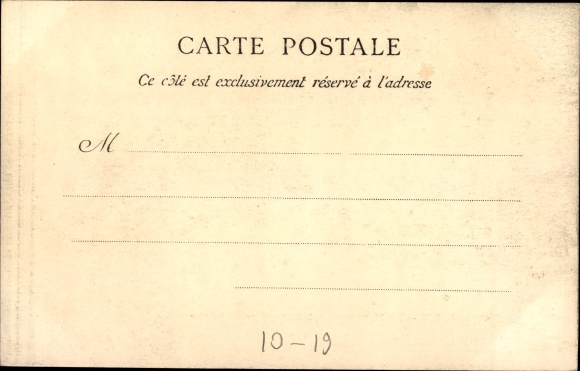 CARTE POSTALE
Ce côté est exclusivement réservé à l'adresse
M
10-19